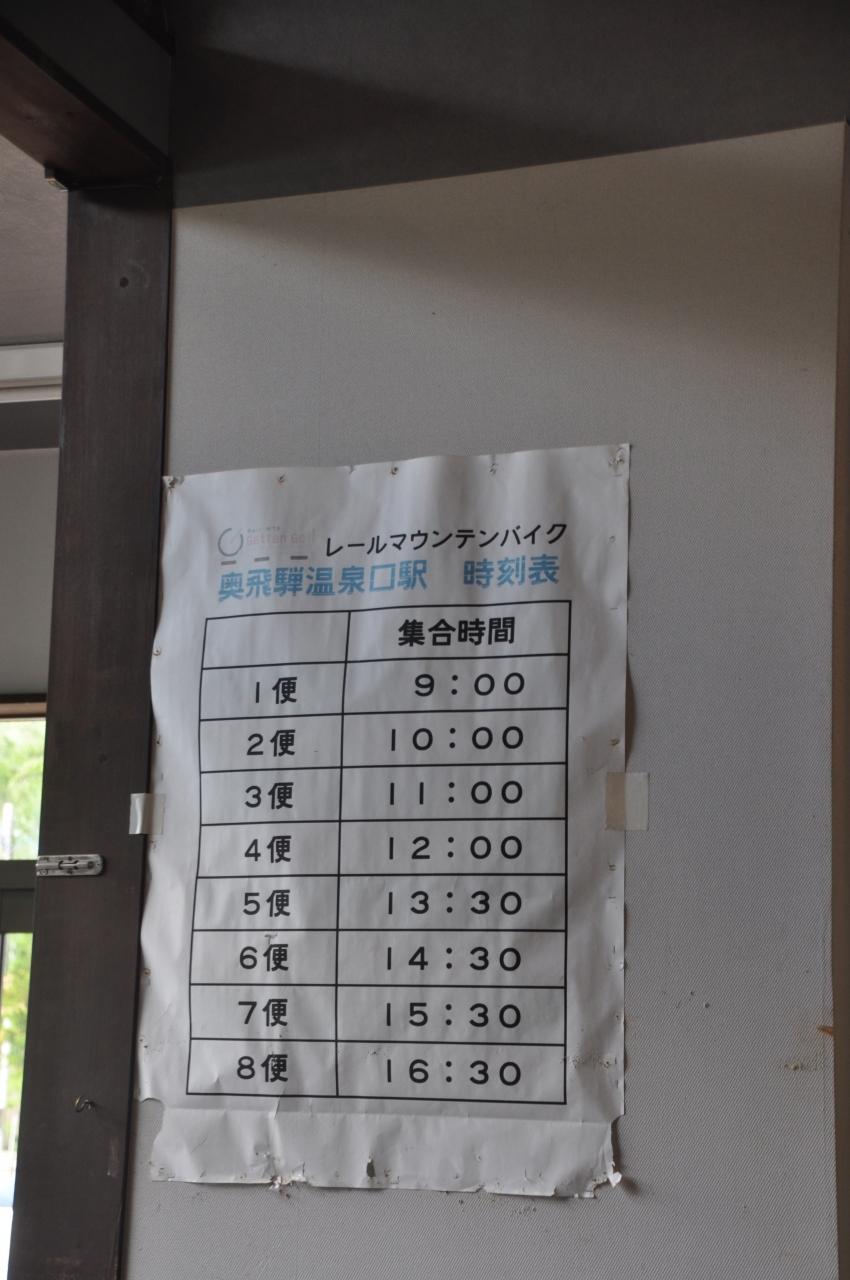 Gattan Go!!
レールマウンテンバイク
奥飛騨温泉口駅　時刻表
集合時間
1便 9:00
2便 10:00
3便 11:00
4便 12:00
5便 13:30
6便 14:30
7便 15:30
8便 16:30